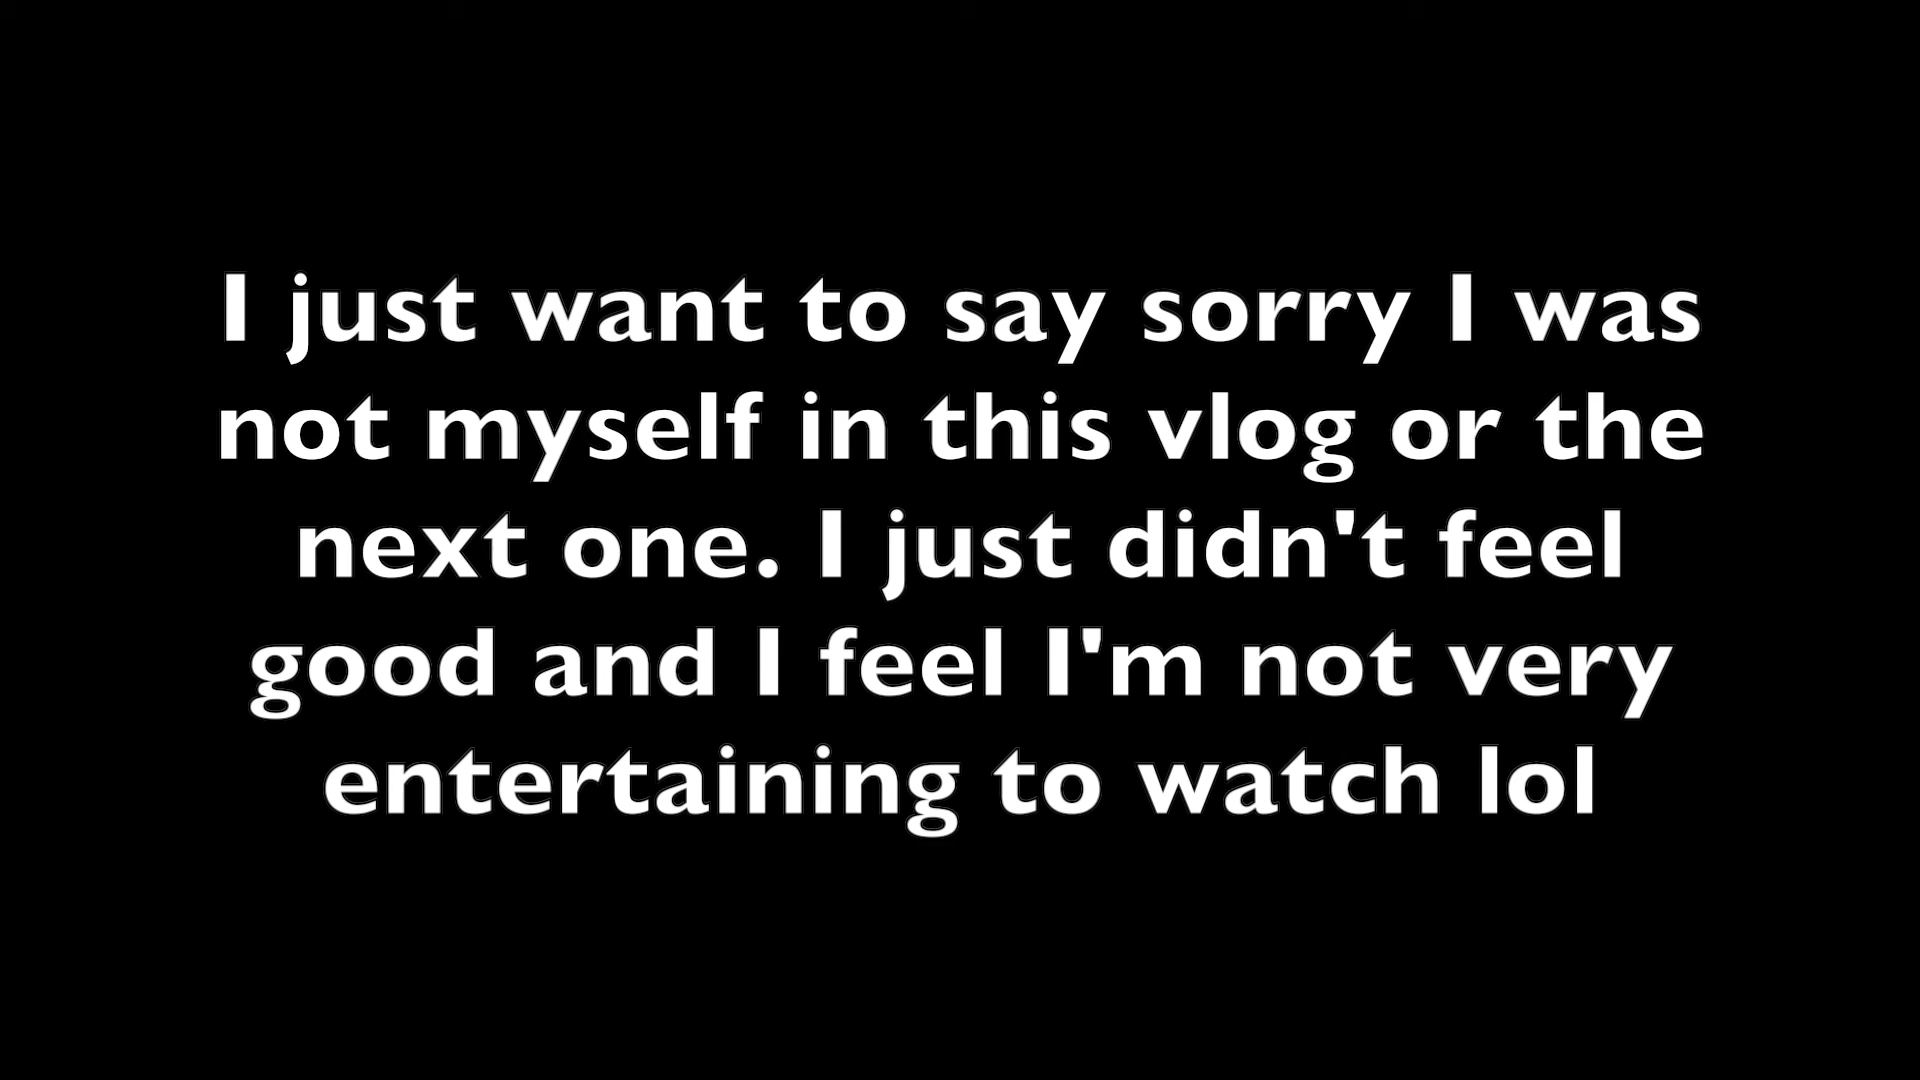 I just want to say sorry I was
not myself in this vlog or the
next one. I just didn't feel
good and I feel I'm not very
entertaining to watch lol